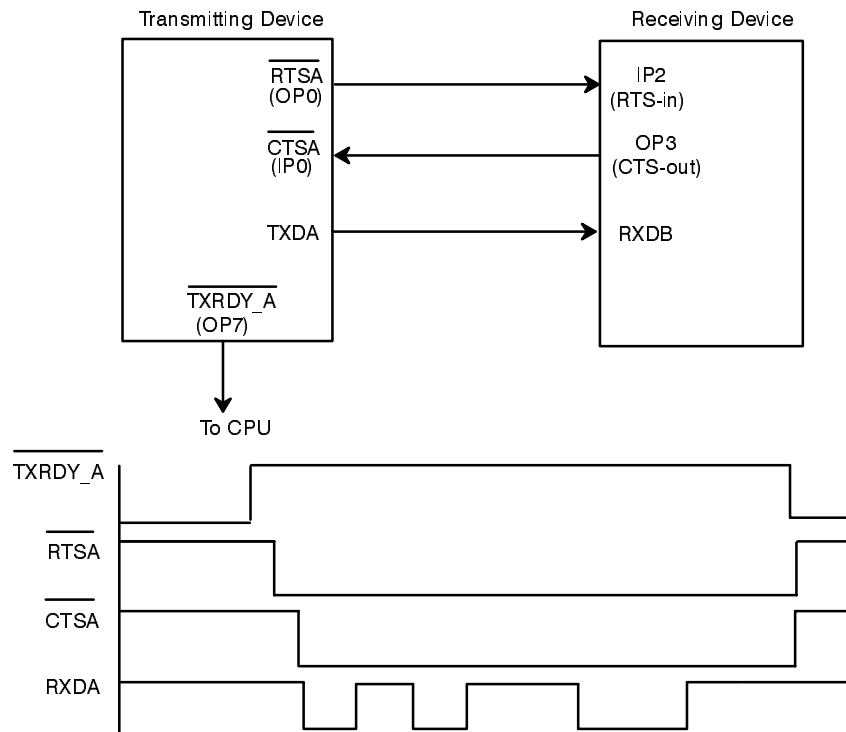 Transmitting Device
Receiving Device
RTSA
(OP0)
IP2
(RTS-in)
CTSA
(IP0)
OP3
(CTS-out)
TXDA
RXDB
TXRDY_A
(OP7)
To CPU
TXRDY_A
RTSA
CTSA
RXDA